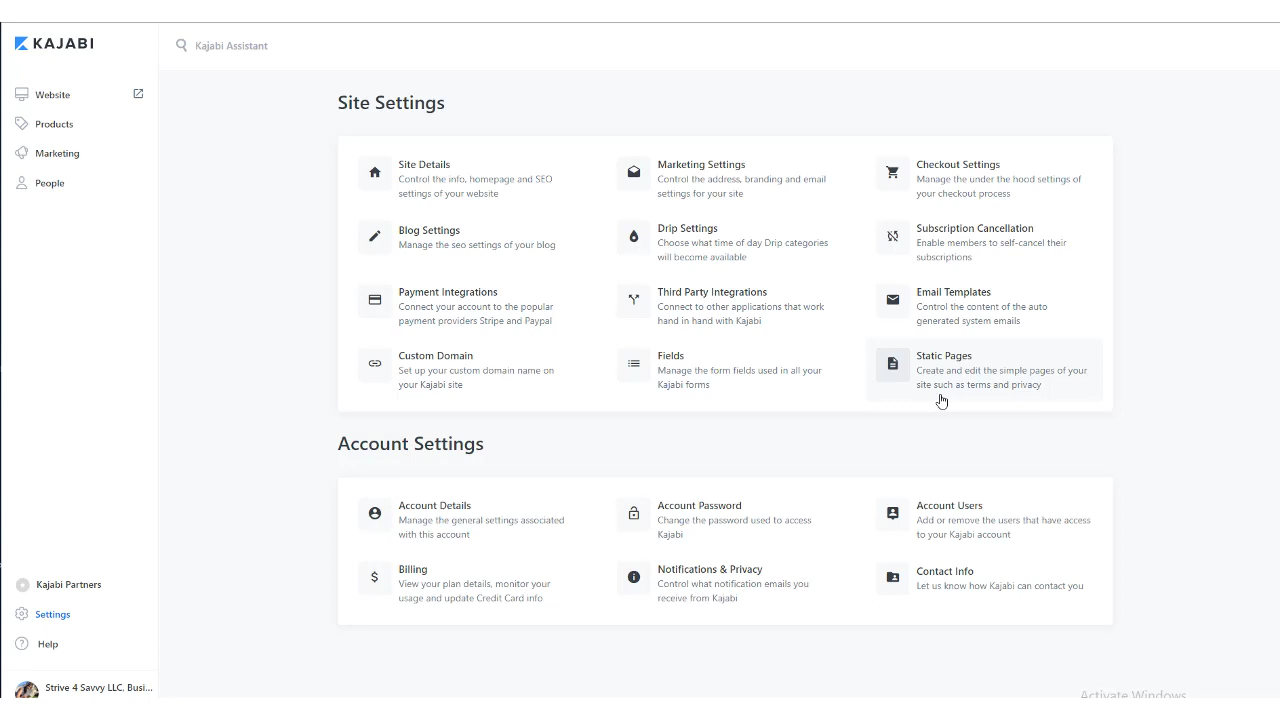 KAJABI
Kajabi Assistant
Website
Products
Marketing
People
Site Settings
Site Details
Control the info, homepage and SEO
settings of your website
Marketing Settings
Control the address, branding and email
settings for your site
Checkout Settings
Manage the under the hood settings of
your checkout process
Blog Settings
Manage the seo settings of your blog
Drip Settings
Choose what time of day Drip categories
will become available
Subscription Cancellation
Enable members to self-cancel their
subscriptions
Payment Integrations
Connect your account to the popular
payment providers Stripe and Paypal
Third Party Integrations
Connect to other applications that work
hand in hand with Kajabi
Email Templates
Control the content of the auto
generated system emails
Custom Domain
Set up your custom domain name on
your Kajabi site
Fields
Manage the form fields used in all your
Kajabi forms
Static Pages
Create and edit the simple pages of your
site such as terms and privacy
Account Settings
Account Details
Manage the general settings associated
with this account
Account Password
Change the password used to access
Kajabi
Account Users
Add or remove the users that have access
to your Kajabi account
Billing
View your plan details, monitor your
usage and update Credit Card info
Notifications & Privacy
Control what notification emails you
receive from Kajabi
Contact Info
Let us know how Kajabi can contact you
Kajabi Partners
Settings
Help
Strive 4 Savvy LLC, Busi...
Activate Windows